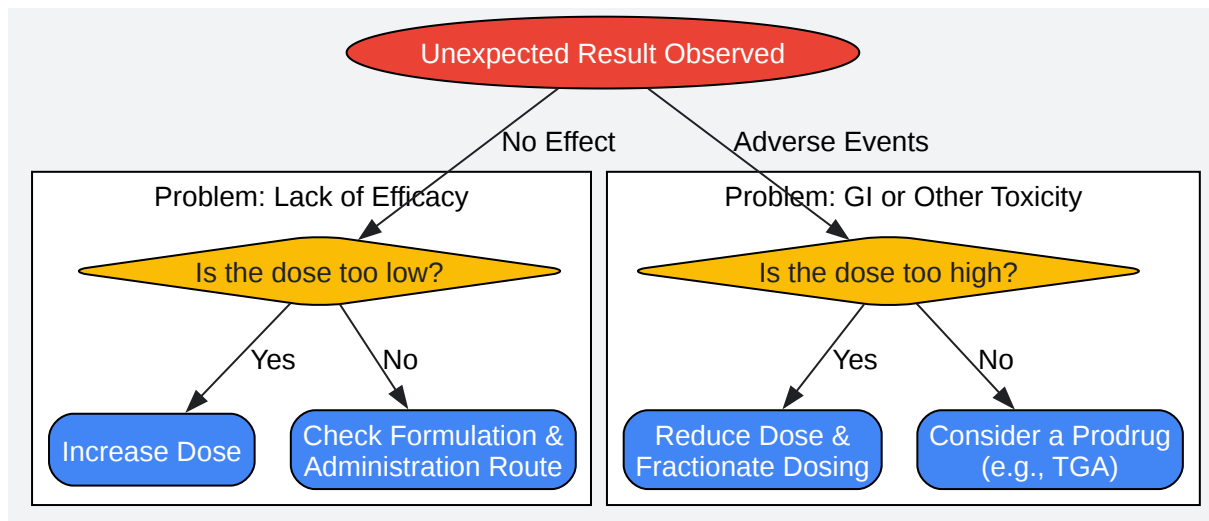 Unexpected Result Observed
No Effect
Adverse Events
Problem: Lack of Efficacy
Problem: GI or Other Toxicity
Is the dose too low?
Is the dose too high?
Yes
No
Yes
No
Increase Dose
Check Formulation &
Administration Route
Reduce Dose &
Fractionate Dosing
Consider a Prodrug
(e.g., TGA)